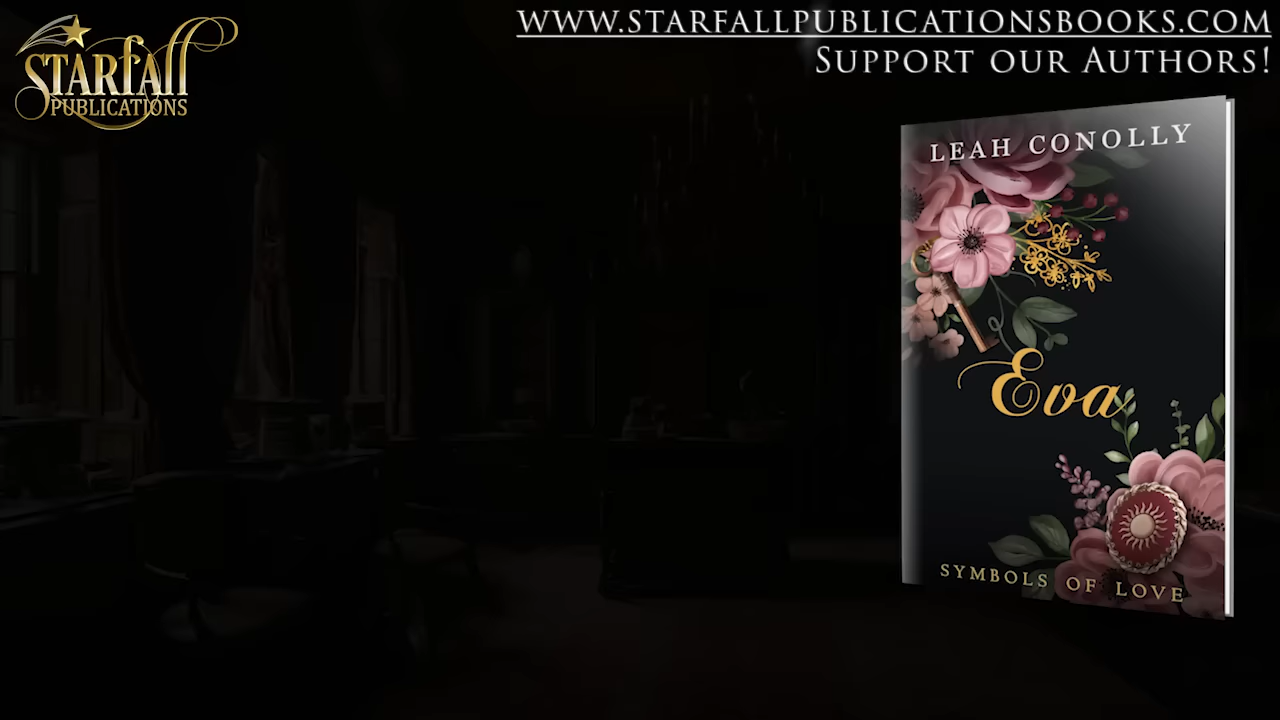 STARfall
PUBLICATIONS
WWW.STARFALLPUBLICATIONSBOOKS.COM
SUPPORT OUR AUTHORS!
LEAH CONOLLY
Eva
SYMBOLS OF LOVE